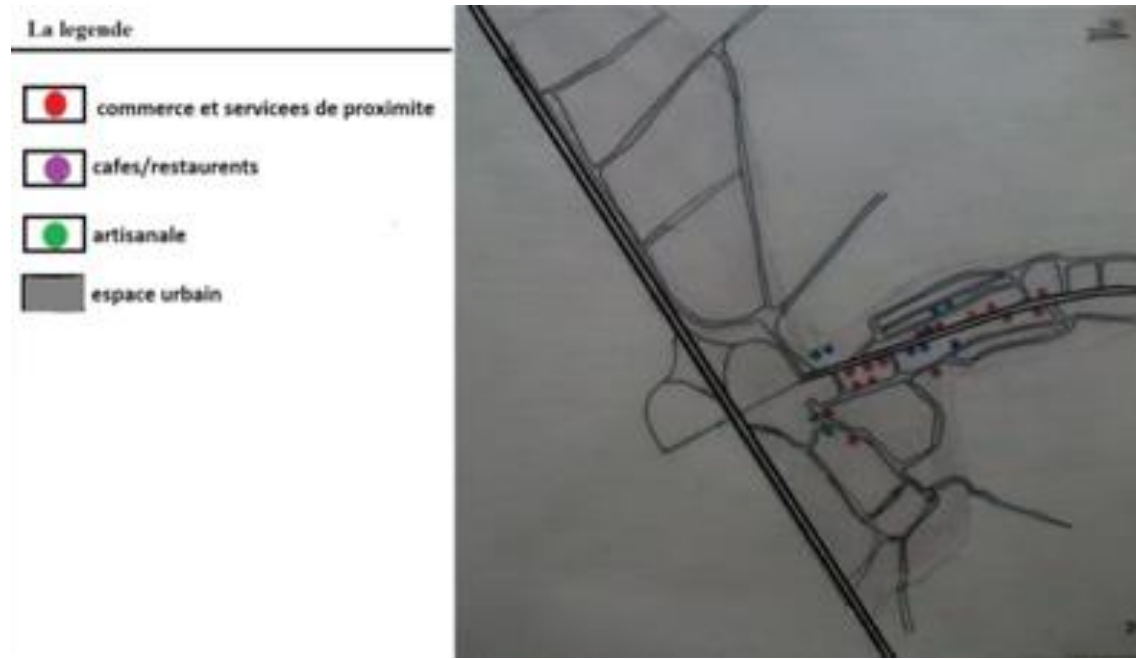 La legende
commerce et servicees de proximite
cafes/restaurents
artisanale
espace urbain